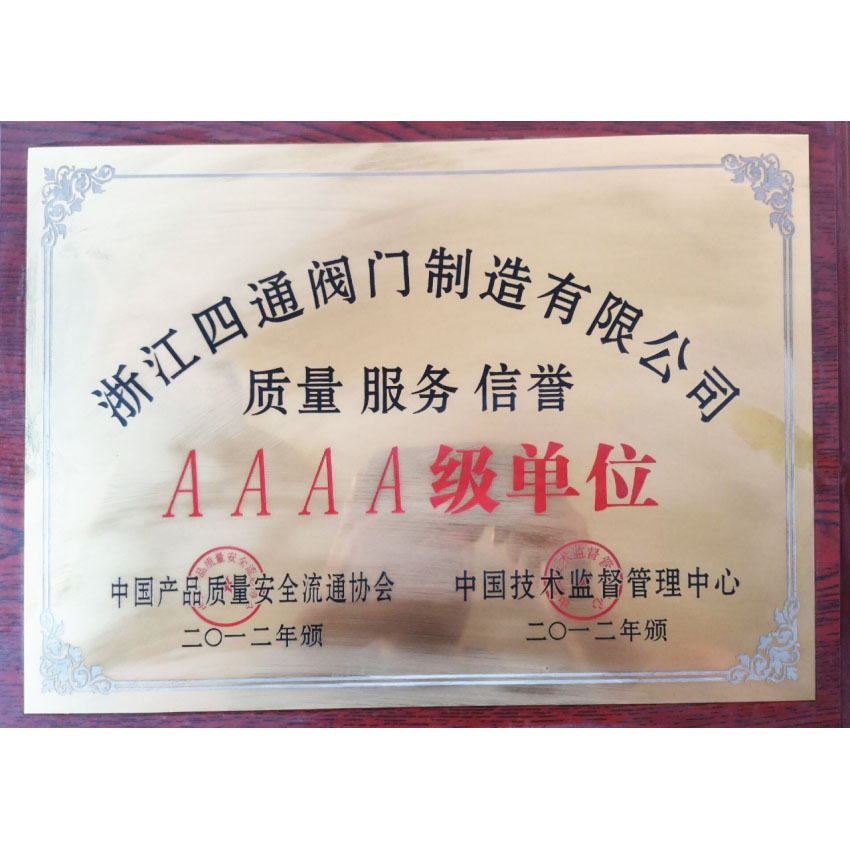 浙江四通阀门制造有限公司
质量 服务 信誉
AAAA级单位
中国产品质量安全流通协会
二〇一二年颁
中国技术监督管理中心
二〇一二年颁